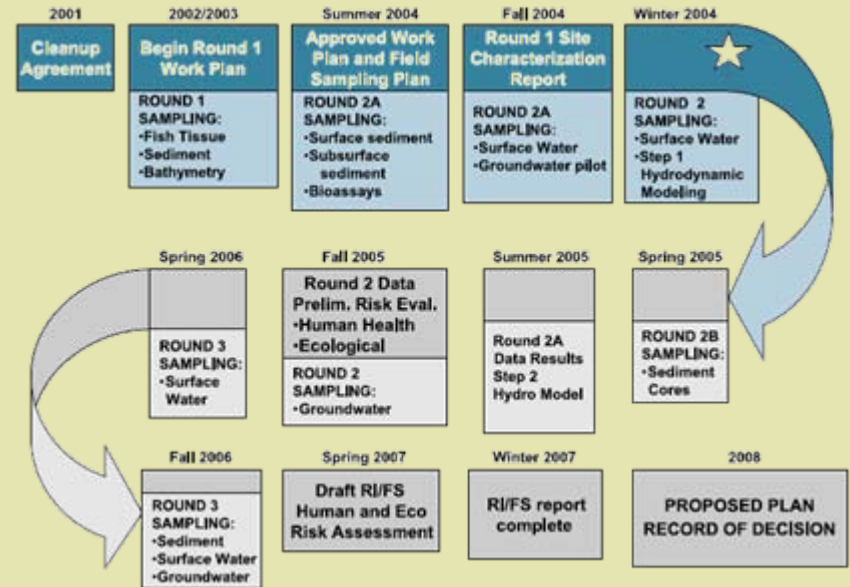 2001
Cleanup
Agreement
2002/2003
Begin Round 1
Work Plan
ROUND 1
SAMPLING:
•Fish Tissue
•Sediment
•Bathymetry
Summer 2004
Approved Work
Plan and Field
Sampling Plan
ROUND 2A
SAMPLING:
•Surface sediment
•Subsurface
sediment
•Bioassays
Fall 2004
Round 1 Site
Characterization
Report
ROUND 2A
SAMPLING:
•Surface Water
•Groundwater pilot
Winter 2004
ROUND 2
SAMPLING:
•Surface Water
•Step 1
Hydrodynamic
Modeling
Spring 2005
ROUND 2B
SAMPLING:
•Sediment
Cores
Summer 2005
Round 2A
Data Results
Step 2
Hydro Model
Fall 2005
Round 2 Data
Prelim. Risk Eval.
•Human Health
•Ecological
ROUND 2
SAMPLING:
•Groundwater
Spring 2006
ROUND 3
SAMPLING:
•Surface
Water
Fall 2006
ROUND 3
SAMPLING:
•Sediment
•Surface Water
•Groundwater
Spring 2007
Draft RI/FS
Human and Eco
Risk Assessment
Winter 2007
RI/FS report
complete
2008
PROPOSED PLAN
RECORD OF DECISION